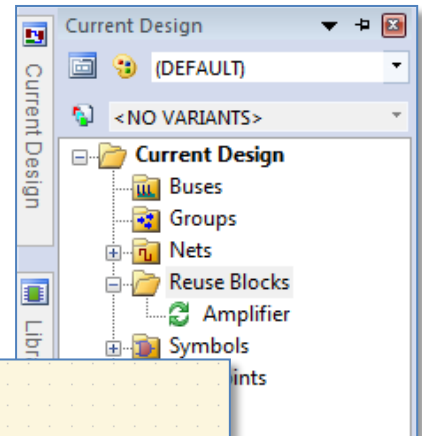 Current Design
(DEFAULT)
<NO VARIANTS>
Current Design
Buses
Groups
Nets
Reuse Blocks
Amplifier
Symbols
Current Design